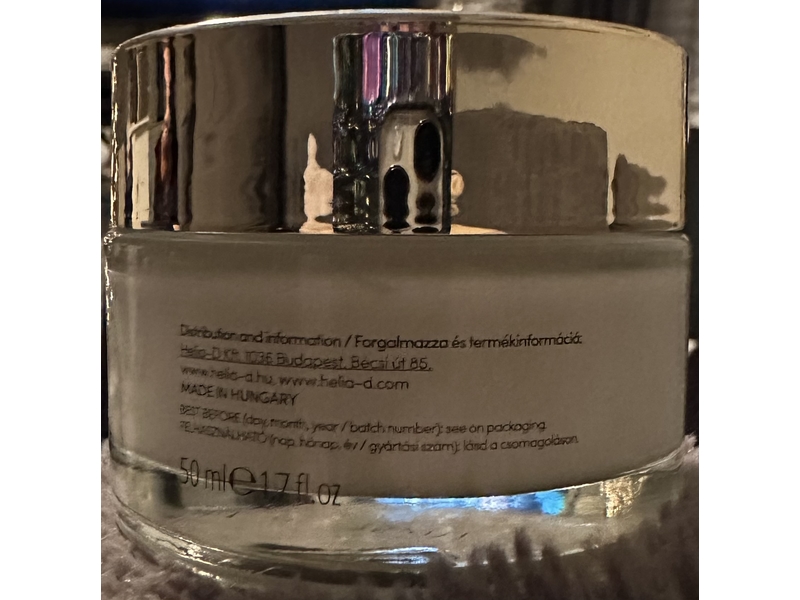 Distribution and information / Forgalmazza és termékinformáció:
Helia-D Kft. 1036 Budapest, Bécsi út 85.
www.helia-d.hu, www.helia-d.com
MADE IN HUNGARY
BEST BEFORE (day, month, year / batch number): see on packaging
FELHASZNÁLHATÓ (nap, hónap, év / gyártási szám): lásd a csomagoláson
50 ml ℮ 1.7 fl.oz